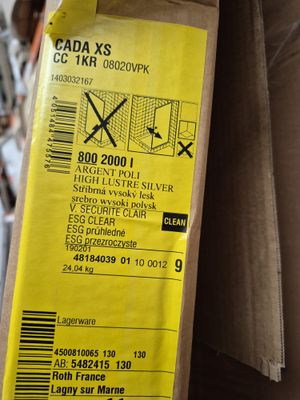 CADA XS
CC 1KR 08020VPK
1403032167
800 2000 I
ARGENT POLI
HIGH LUSTRE SILVER
Stříbrná vysoký lesk
srebro wysoki polysk
V. SECURITE CLAIR
ESG CLEAR
ESG průhledné
ESG przezroczyste
CLEAN
190201
48184039 01 10 0012 9
24,04 kg
Lagerware
4500810065 130 130
AB: 5482415 130
Roth France
Lagny sur Marne